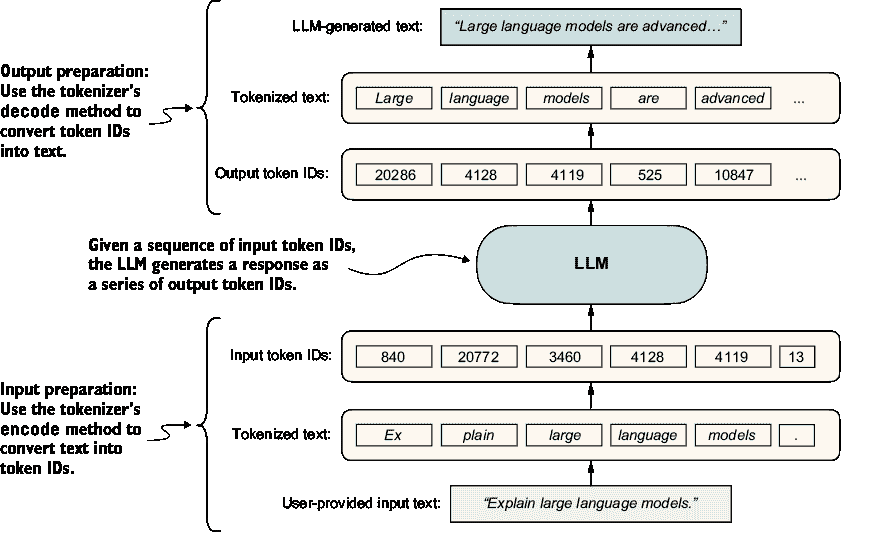 LLM-generated text: “Large language models are advanced…”
Output preparation:
Use the tokenizer’s
decode method to
convert token IDs
into text.
Tokenized text: Large language models are advanced ...
Output token IDs: 20286 4128 4119 525 10847 ...
Given a sequence of input token IDs,
the LLM generates a response as
a series of output token IDs.
LLM
Input token IDs: 840 20772 3460 4128 4119 13
Input preparation:
Use the tokenizer’s
encode method to
convert text into
token IDs.
Tokenized text: Ex plain large language models .
User-provided input text: “Explain large language models.”